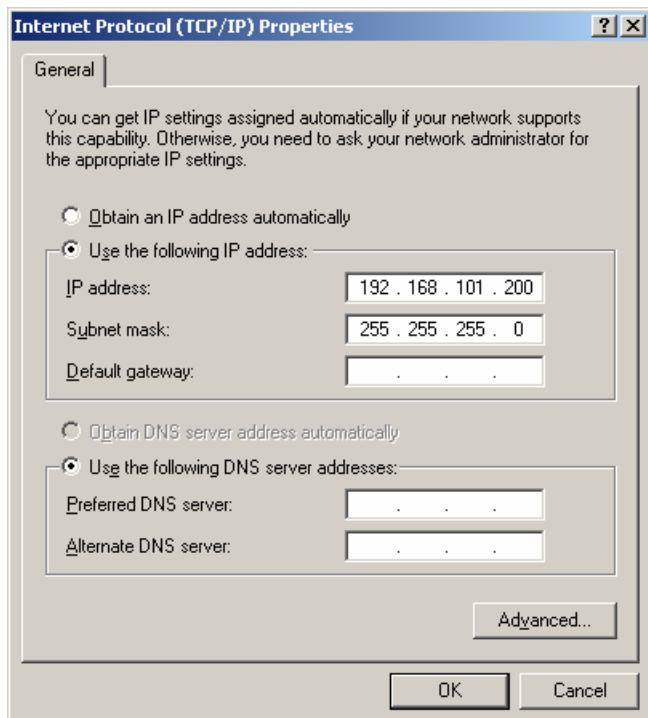 Internet Protocol (TCP/IP) Properties
General
You can get IP settings assigned automatically if your network supports
this capability. Otherwise, you need to ask your network administrator for
the appropriate IP settings.
Obtain an IP address automatically
Use the following IP address:
IP address: 192 . 168 . 101 . 200
Subnet mask: 255 . 255 . 255 . 0
Default gateway: . . .
Obtain DNS server address automatically
Use the following DNS server addresses:
Preferred DNS server: . . .
Alternate DNS server: . . .
Advanced...
OK Cancel